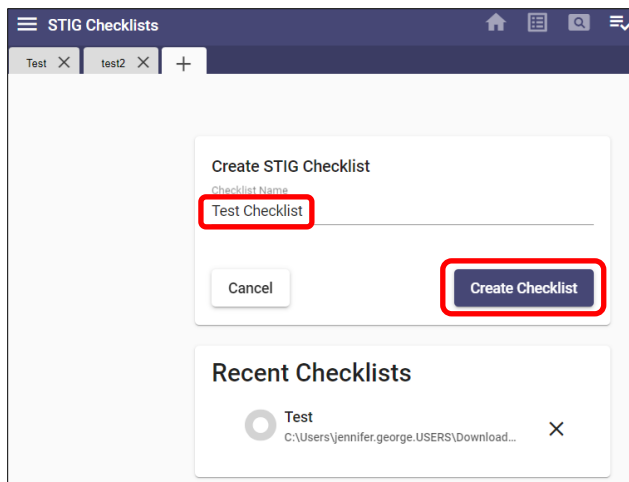 STIG Checklists
Test
test2
Create STIG Checklist
Checklist Name
Test Checklist
Cancel
Create Checklist
Recent Checklists
Test
C:\Users\jennifer.george.USERS\Download...